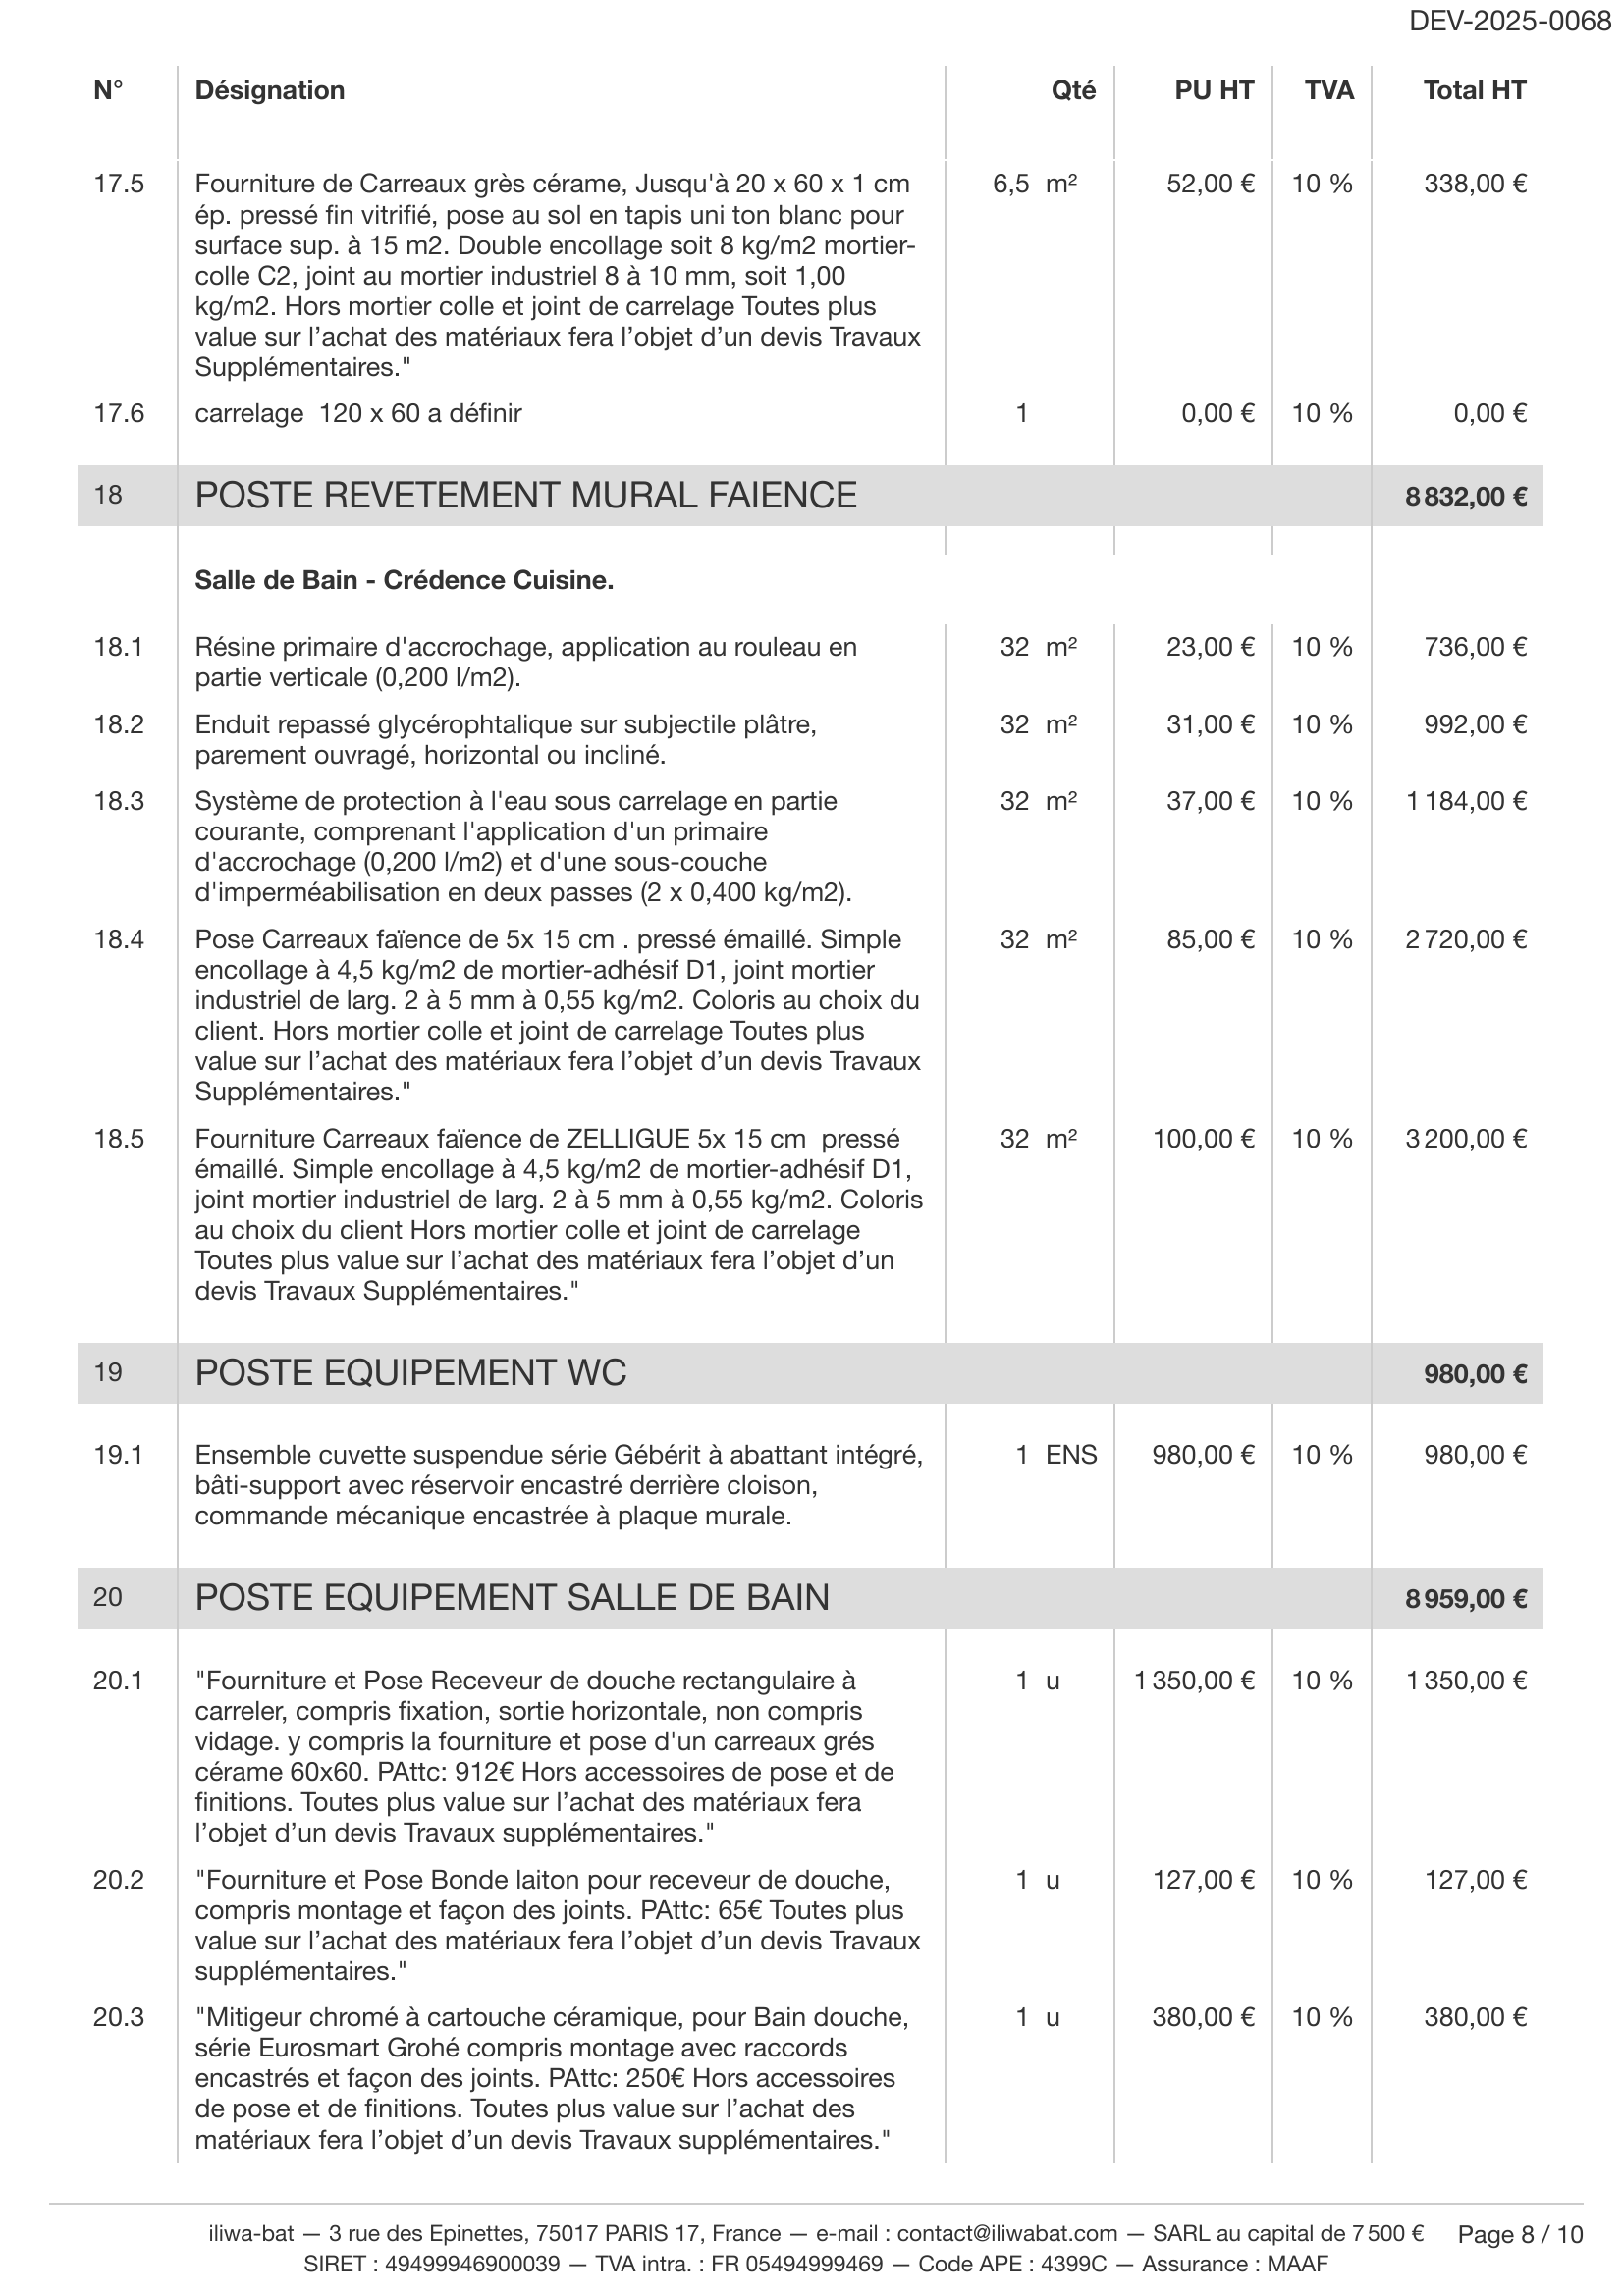 DEV-2025-0068
N° Désignation Qté PU HT TVA Total HT
17.5 Fourniture de Carreaux grès cérame, Jusqu'à 20 x 60 x 1 cm 6,5 m² 52,00 € 10 % 338,00 €
ép. pressé fin vitrifié, pose au sol en tapis uni ton blanc pour
surface sup. à 15 m2. Double encollage soit 8 kg/m2 mortier-
colle C2, joint au mortier industriel 8 à 10 mm, soit 1,00
kg/m2. Hors mortier colle et joint de carrelage Toutes plus
value sur l’achat des matériaux fera l’objet d’un devis Travaux
Supplémentaires."
17.6 carrelage  120 x 60 a définir 1 0,00 € 10 % 0,00 €
18 POSTE REVETEMENT MURAL FAIENCE 8 832,00 €
Salle de Bain - Crédence Cuisine.
18.1 Résine primaire d'accrochage, application au rouleau en 32 m² 23,00 € 10 % 736,00 €
partie verticale (0,200 l/m2).
18.2 Enduit repassé glycérophtalique sur subjectile plâtre, 32 m² 31,00 € 10 % 992,00 €
parement ouvragé, horizontal ou incliné.
18.3 Système de protection à l'eau sous carrelage en partie 32 m² 37,00 € 10 % 1 184,00 €
courante, comprenant l'application d'un primaire
d'accrochage (0,200 l/m2) et d'une sous-couche
d'imperméabilisation en deux passes (2 x 0,400 kg/m2).
18.4 Pose Carreaux faïence de 5x 15 cm . pressé émaillé. Simple 32 m² 85,00 € 10 % 2 720,00 €
encollage à 4,5 kg/m2 de mortier-adhésif D1, joint mortier
industriel de larg. 2 à 5 mm à 0,55 kg/m2. Coloris au choix du
client. Hors mortier colle et joint de carrelage Toutes plus
value sur l’achat des matériaux fera l’objet d’un devis Travaux
Supplémentaires."
18.5 Fourniture Carreaux faïence de ZELLIGUE 5x 15 cm  pressé 32 m² 100,00 € 10 % 3 200,00 €
émaillé. Simple encollage à 4,5 kg/m2 de mortier-adhésif D1,
joint mortier industriel de larg. 2 à 5 mm à 0,55 kg/m2. Coloris
au choix du client Hors mortier colle et joint de carrelage
Toutes plus value sur l’achat des matériaux fera l’objet d’un
devis Travaux Supplémentaires."
19 POSTE EQUIPEMENT WC 980,00 €
19.1 Ensemble cuvette suspendue série Gébérit à abattant intégré, 1 ENS 980,00 € 10 % 980,00 €
bâti-support avec réservoir encastré derrière cloison,
commande mécanique encastrée à plaque murale.
20 POSTE EQUIPEMENT SALLE DE BAIN 8 959,00 €
20.1 "Fourniture et Pose Receveur de douche rectangulaire à 1 u 1 350,00 € 10 % 1 350,00 €
carreler, compris fixation, sortie horizontale, non compris
vidage. y compris la fourniture et pose d'un carreaux grés
cérame 60x60. PAttc: 912€ Hors accessoires de pose et de
finitions. Toutes plus value sur l’achat des matériaux fera
l’objet d’un devis Travaux supplémentaires."
20.2 "Fourniture et Pose Bonde laiton pour receveur de douche, 1 u 127,00 € 10 % 127,00 €
compris montage et façon des joints. PAttc: 65€ Toutes plus
value sur l’achat des matériaux fera l’objet d’un devis Travaux
supplémentaires."
20.3 "Mitigeur chromé à cartouche céramique, pour Bain douche, 1 u 380,00 € 10 % 380,00 €
série Eurosmart Grohé compris montage avec raccords
encastrés et façon des joints. PAttc: 250€ Hors accessoires
de pose et de finitions. Toutes plus value sur l’achat des
matériaux fera l’objet d’un devis Travaux supplémentaires."
iliwa-bat — 3 rue des Epinettes, 75017 PARIS 17, France — e-mail : contact@iliwabat.com — SARL au capital de 7 500 € Page 8 / 10
SIRET : 49499946900039 — TVA intra. : FR 05494999469 — Code APE : 4399C — Assurance : MAAF